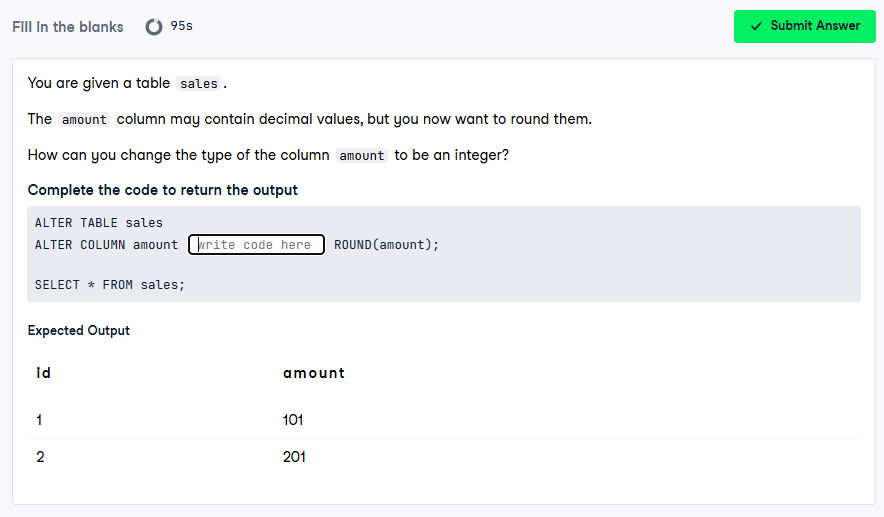 Fill in the blanks 95s Submit Answer
You are given a table sales .
The amount column may contain decimal values, but you now want to round them.
How can you change the type of the column amount to be an integer?
Complete the code to return the output
ALTER TABLE sales
ALTER COLUMN amount write code here ROUND(amount);
SELECT * FROM sales;
Expected Output
id amount
1 101
2 201